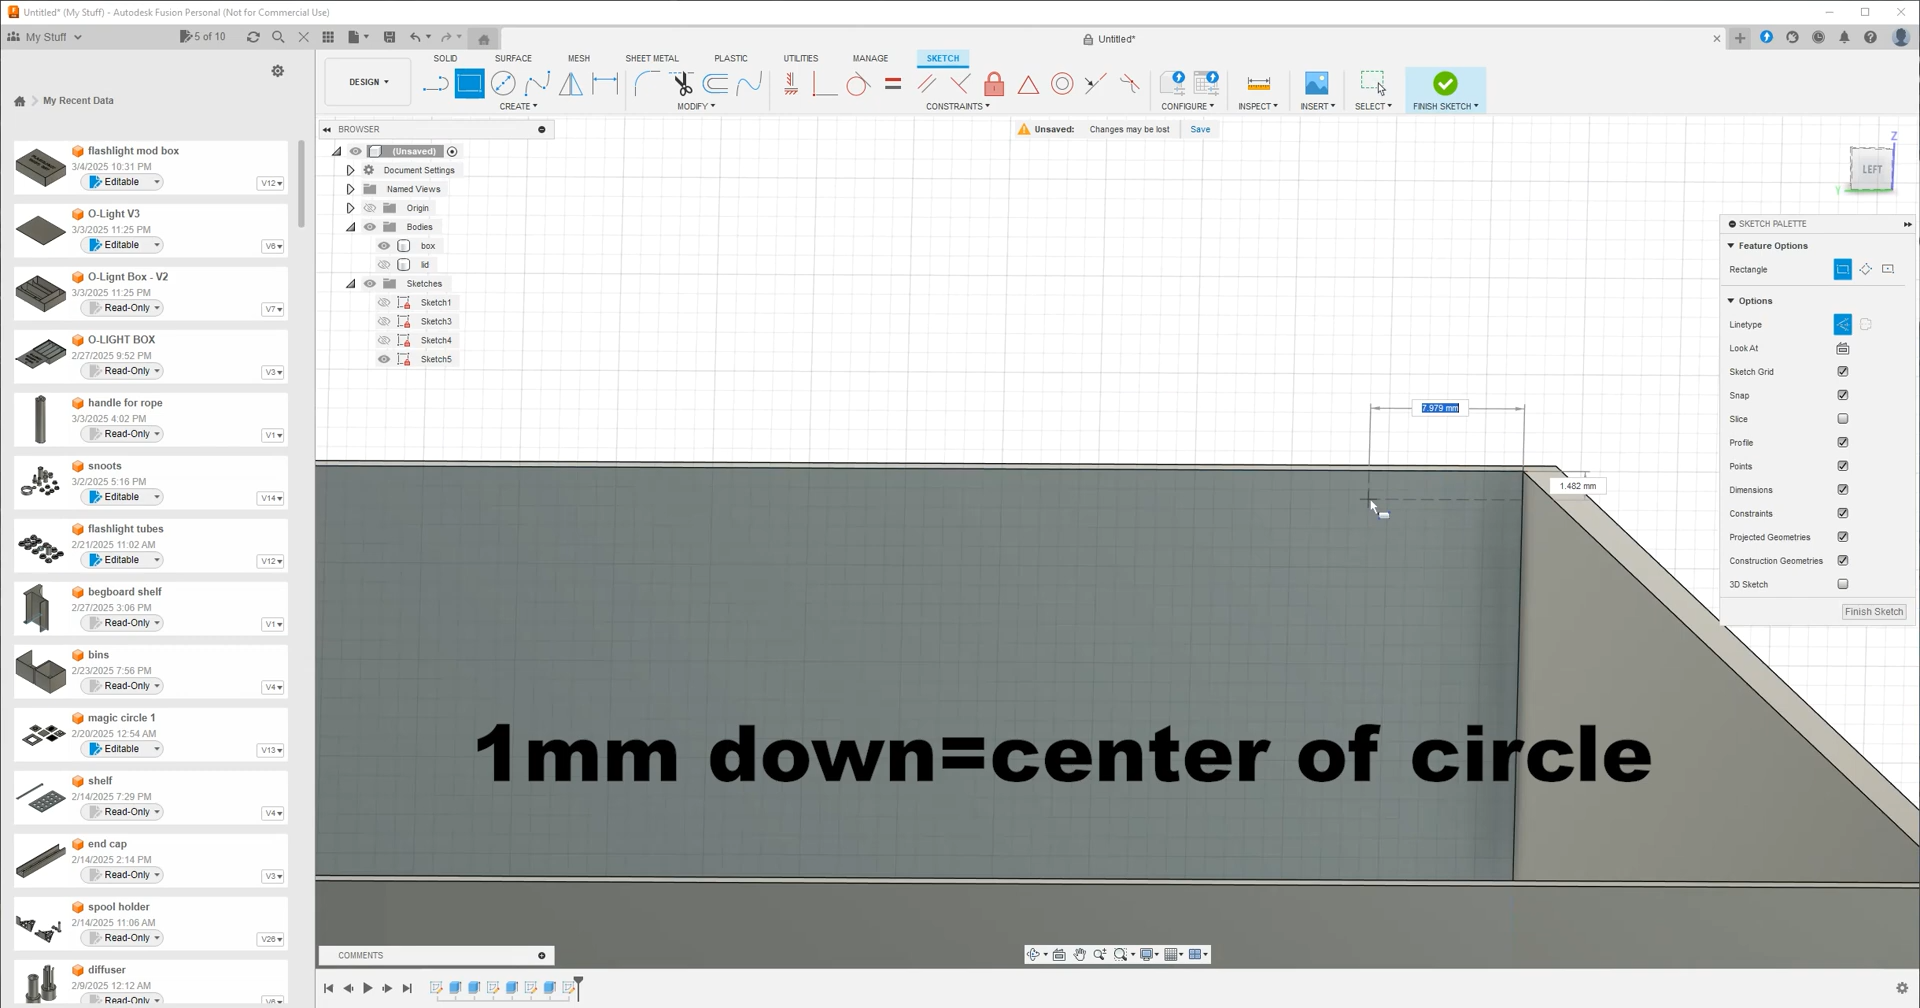 Untitled* (My Stuff) - Autodesk Fusion Personal (Not for Commercial Use)
My Stuff
5 of 10
Untitled*
DESIGN
SOLID
SURFACE
MESH
SHEET METAL
PLASTIC
UTILITIES
MANAGE
SKETCH
CREATE
MODIFY
CONSTRAINTS
CONFIGURE
INSPECT
INSERT
SELECT
FINISH SKETCH
My Recent Data
BROWSER
Unsaved: Changes may be lost Save
(Unsaved)
Document Settings
Named Views
Origin
Bodies
box
lid
Sketches
Sketch1
Sketch3
Sketch4
Sketch5
flashlight mod box
3/4/2025 10:31 PM
Editable
V12
O-Light V3
3/3/2025 11:25 PM
Editable
V6
O-Lignt Box - V2
3/3/2025 11:25 PM
Read-Only
V7
O-LIGHT BOX
2/27/2025 9:52 PM
Read-Only
V3
handle for rope
3/3/2025 4:02 PM
Read-Only
V1
snoots
3/2/2025 5:16 PM
Editable
V14
flashlight tubes
2/21/2025 11:02 AM
Editable
V12
begboard shelf
2/27/2025 3:06 PM
Read-Only
V1
bins
2/23/2025 7:56 PM
Read-Only
V4
magic circle 1
2/20/2025 12:54 AM
Editable
V13
shelf
2/14/2025 7:29 PM
Read-Only
V4
end cap
2/14/2025 2:14 PM
Read-Only
V3
spool holder
2/14/2025 11:06 AM
Read-Only
V26
diffuser
2/9/2025 12:12 AM
Read-Only
V6
Z
LEFT
Y
SKETCH PALETTE
Feature Options
Rectangle
Options
Linetype
Look At
Sketch Grid
Snap
Slice
Profile
Points
Dimensions
Constraints
Projected Geometries
Construction Geometries
3D Sketch
Finish Sketch
7.979 mm
1.482 mm
1mm down=center of circle
COMMENTS